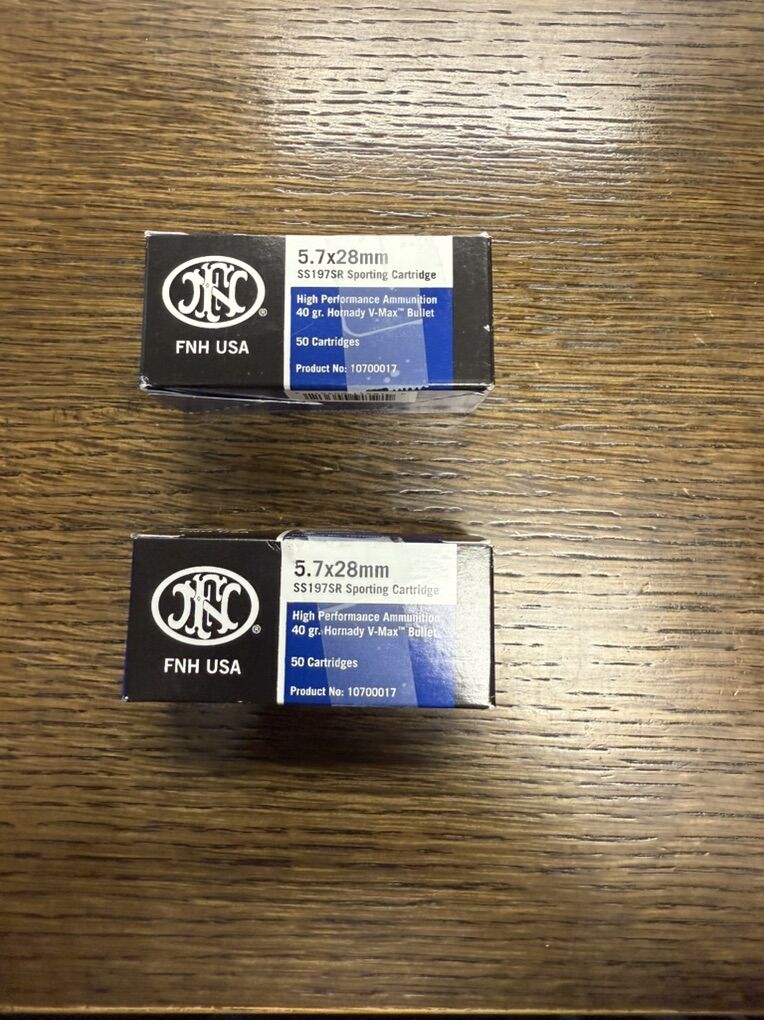 FN
®
FNH USA
5.7x28mm
SS197SR Sporting Cartridge
High Performance Ammunition
40 gr. Hornady V-Max™ Bullet
50 Cartridges
Product No: 10700017
FN
®
FNH USA
5.7x28mm
SS197SR Sporting Cartridge
High Performance Ammunition
40 gr. Hornady V-Max™ Bullet
50 Cartridges
Product No: 10700017